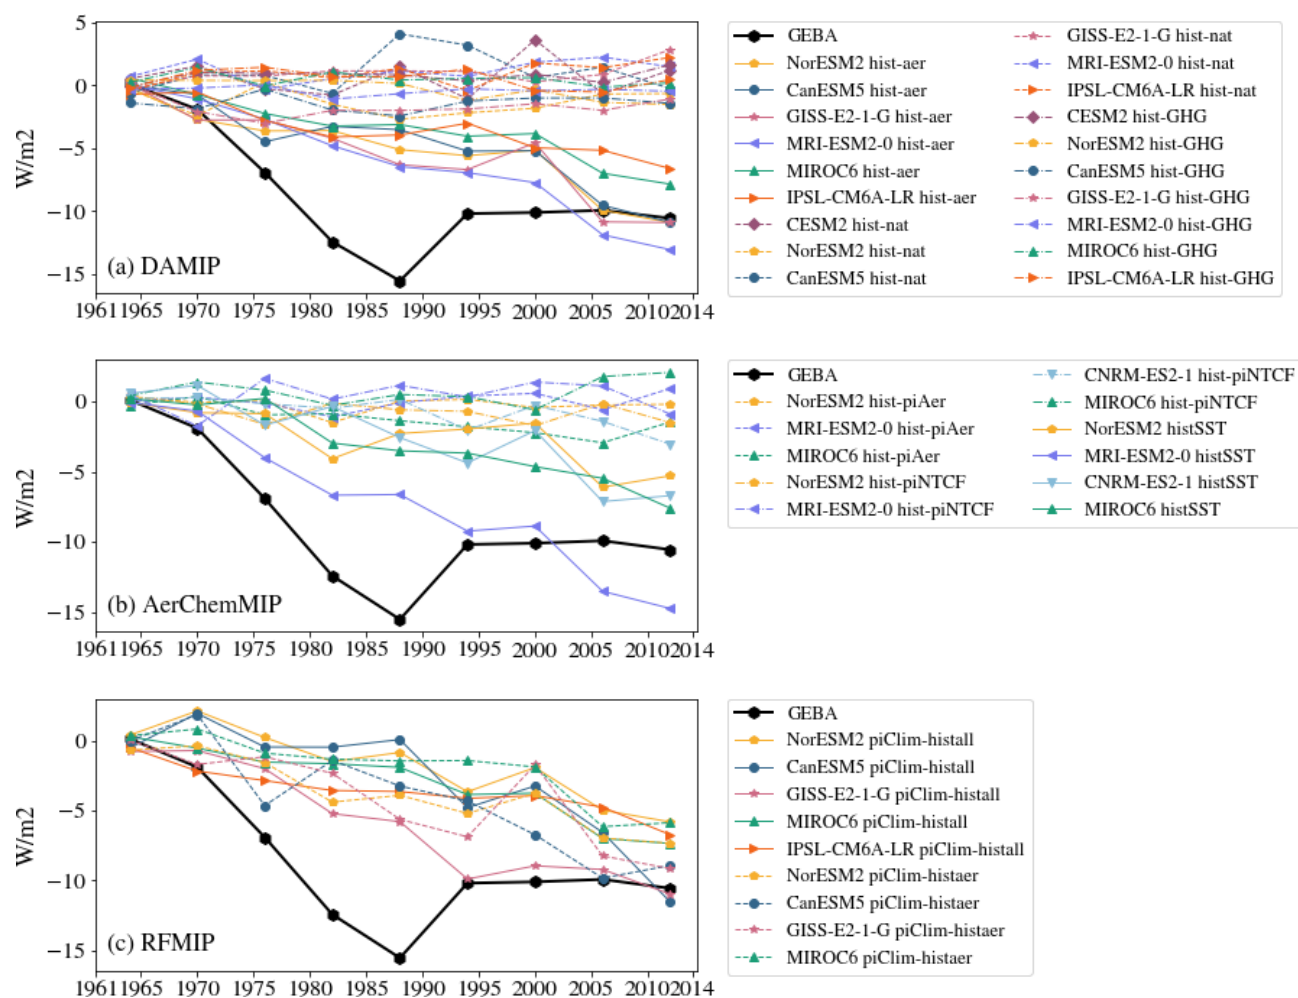 5
0
−5
−10
−15
W/m2
(a) DAMIP
1961 1965 1970 1975 1980 1985 1990 1995 2000 2005 2010 2014
GEBA
NorESM2 hist-aer
CanESM5 hist-aer
GISS-E2-1-G hist-aer
MRI-ESM2-0 hist-aer
MIROC6 hist-aer
IPSL-CM6A-LR hist-aer
CESM2 hist-nat
NorESM2 hist-nat
CanESM5 hist-nat
GISS-E2-1-G hist-nat
MRI-ESM2-0 hist-nat
IPSL-CM6A-LR hist-nat
CESM2 hist-GHG
NorESM2 hist-GHG
CanESM5 hist-GHG
GISS-E2-1-G hist-GHG
MRI-ESM2-0 hist-GHG
MIROC6 hist-GHG
IPSL-CM6A-LR hist-GHG
0
−5
−10
−15
W/m2
(b) AerChemMIP
1961 1965 1970 1975 1980 1985 1990 1995 2000 2005 2010 2014
GEBA
NorESM2 hist-piAer
MRI-ESM2-0 hist-piAer
MIROC6 hist-piAer
NorESM2 hist-piNTCF
MRI-ESM2-0 hist-piNTCF
CNRM-ES2-1 hist-piNTCF
MIROC6 hist-piNTCF
NorESM2 histSST
MRI-ESM2-0 histSST
CNRM-ES2-1 histSST
MIROC6 histSST
0
−5
−10
−15
W/m2
(c) RFMIP
1961 1965 1970 1975 1980 1985 1990 1995 2000 2005 2010 2014
GEBA
NorESM2 piClim-histall
CanESM5 piClim-histall
GISS-E2-1-G piClim-histall
MIROC6 piClim-histall
IPSL-CM6A-LR piClim-histall
NorESM2 piClim-histaer
CanESM5 piClim-histaer
GISS-E2-1-G piClim-histaer
MIROC6 piClim-histaer